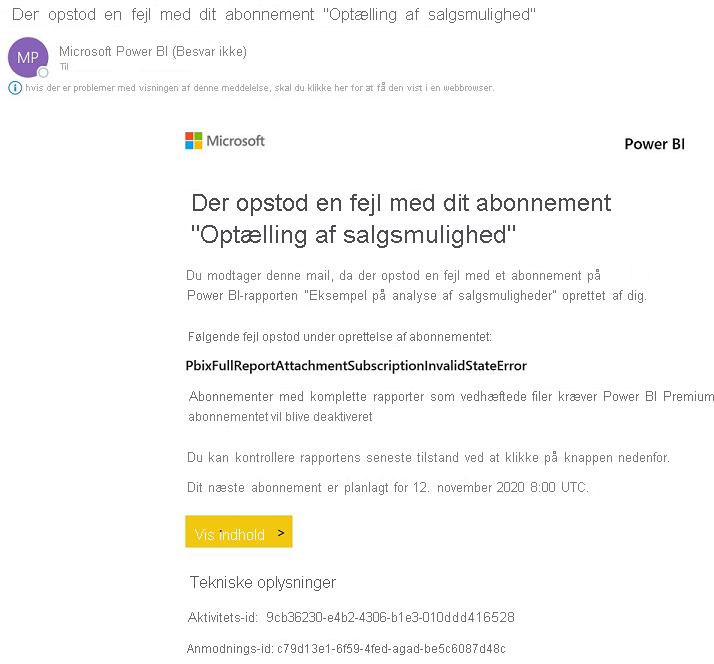 Der opstod en fejl med dit abonnement "Optælling af salgsmulighed"
MP
Microsoft Power BI (Besvar ikke)
Til
hvis der er problemer med visningen af denne meddelelse, skal du klikke her for at få den vist i en webbrowser.
Microsoft
Power BI
Der opstod en fejl med dit abonnement
"Optælling af salgsmulighed"
Du modtager denne mail, da der opstod en fejl med et abonnement på
Power BI-rapporten "Eksempel på analyse af salgsmuligheder" oprettet af dig.
Følgende fejl opstod under oprettelse af abonnementet:
PbixFullReportAttachmentSubscriptionInvalidStateError
Abonnementer med komplette rapporter som vedhæftede filer kræver Power BI Premium
abonnementet vil blive deaktiveret
Du kan kontrollere rapportens seneste tilstand ved at klikke på knappen nedenfor.
Dit næste abonnement er planlagt for 12. november 2020 8:00 UTC.
Vis indhold >
Tekniske oplysninger
Aktivitets-id: 9cb36230-e4b2-4306-b1e3-010ddd416528
Anmodnings-id: c79d13e1-6f59-4fed-agad-be5c6087d48c